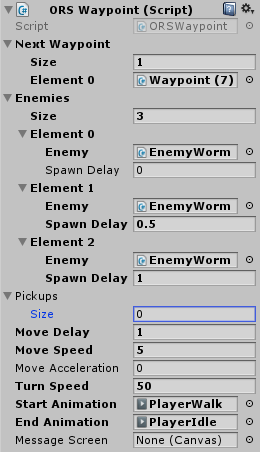 ORS Waypoint (Script)
Script ORSWaypoint
Next Waypoint
Size 1
Element 0 Waypoint (7)
Enemies
Size 3
Element 0
Enemy EnemyWorm
Spawn Delay 0
Element 1
Enemy EnemyWorm
Spawn Delay 0.5
Element 2
Enemy EnemyWorm
Spawn Delay 1
Pickups
Size 0
Move Delay 1
Move Speed 5
Move Acceleration 0
Turn Speed 50
Start Animation PlayerWalk
End Animation PlayerIdle
Message Screen None (Canvas)